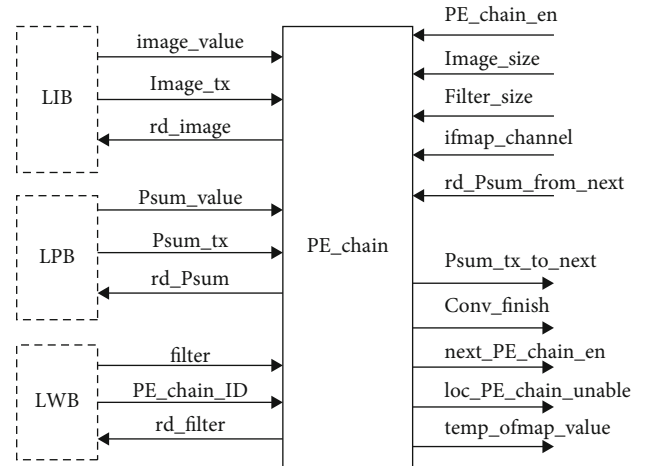 LIB
image_value
Image_tx
rd_image
LPB
Psum_value
Psum_tx
rd_Psum
LWB
filter
PE_chain_ID
rd_filter
PE_chain
PE_chain_en
Image_size
Filter_size
ifmap_channel
rd_Psum_from_next
Psum_tx_to_next
Conv_finish
next_PE_chain_en
loc_PE_chain_unable
temp_ofmap_value